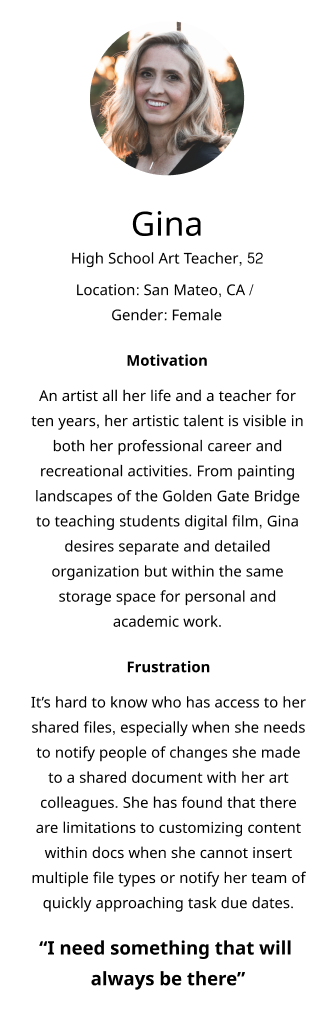 Gina
High School Art Teacher, 52
Location: San Mateo, CA /
Gender: Female
Motivation
An artist all her life and a teacher for
ten years, her artistic talent is visible in
both her professional career and
recreational activities. From painting
landscapes of the Golden Gate Bridge
to teaching students digital film, Gina
desires separate and detailed
organization but within the same
storage space for personal and
academic work.
Frustration
It’s hard to know who has access to her
shared files, especially when she needs
to notify people of changes she made
to a shared document with her art
colleagues. She has found that there
are limitations to customizing content
within docs when she cannot insert
multiple file types or notify her team of
quickly approaching task due dates.
“I need something that will
always be there”